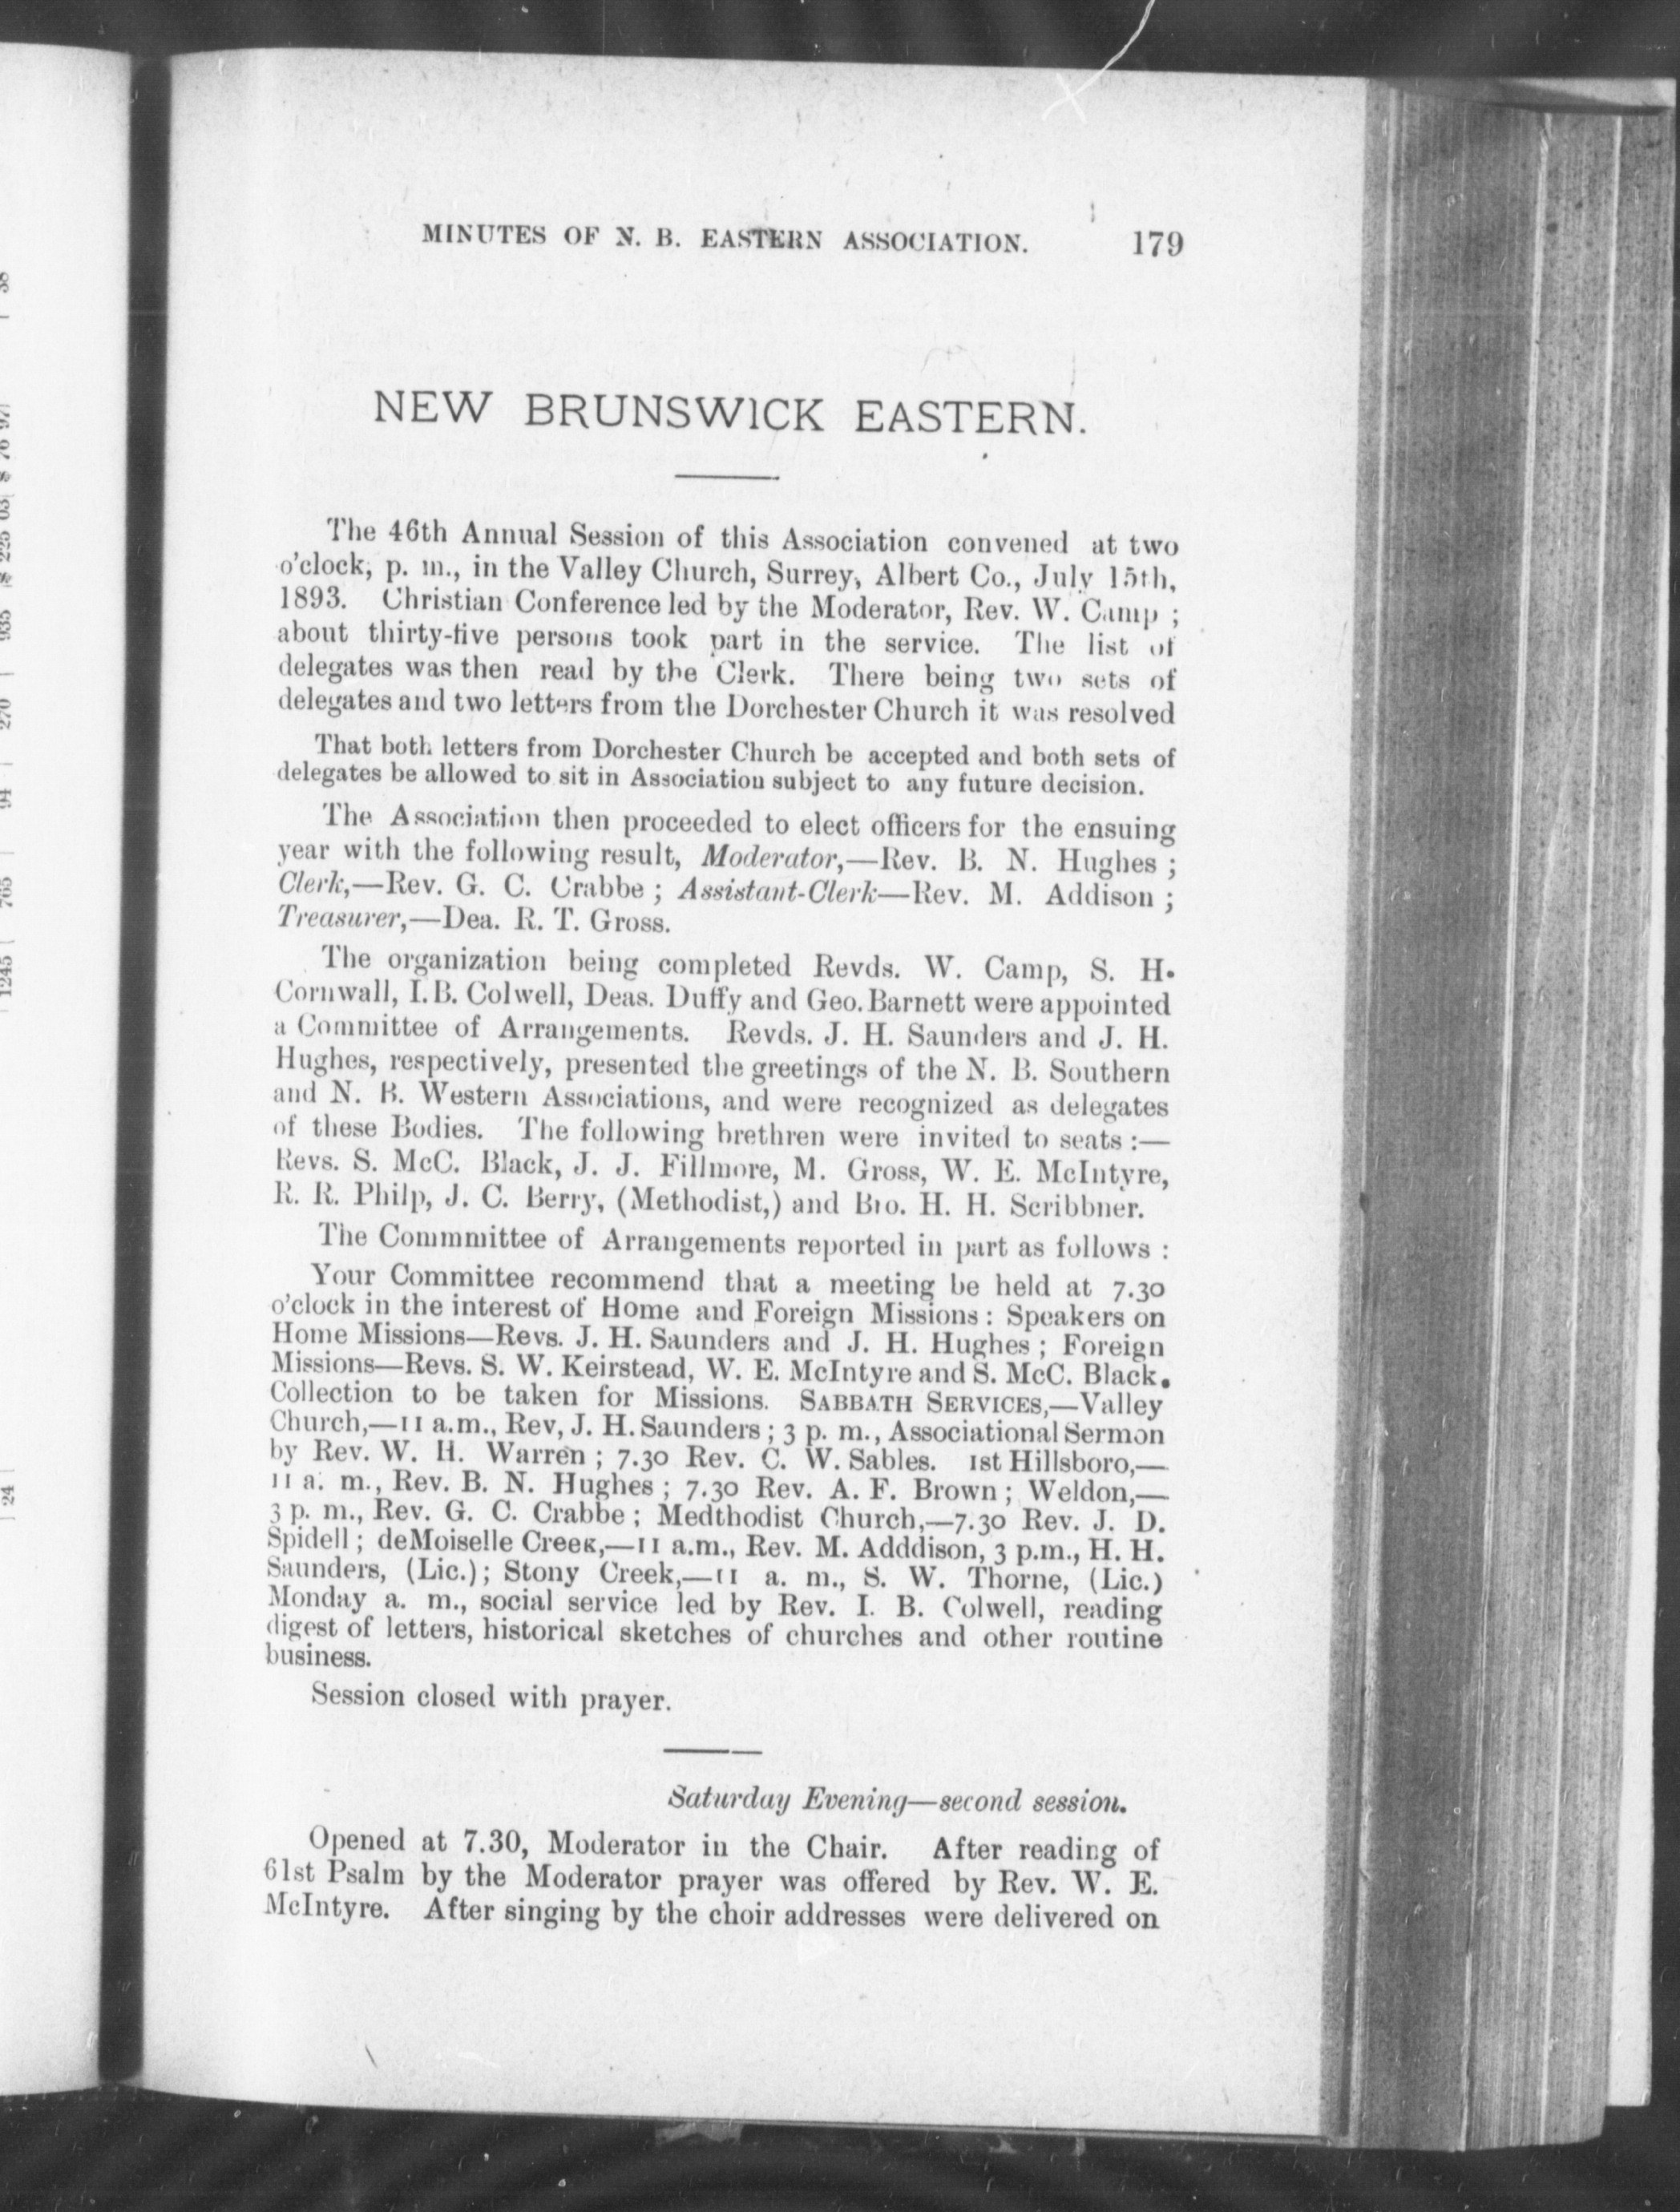 MINUTES OF N. B. EASTERN ASSOCIATION. 179
NEW BRUNSWICK EASTERN.
The 46th Annual Session of this Association convened at two
o'clock, p. m., in the Valley Church, Surrey, Albert Co., July 15th,
1893. Christian Conference led by the Moderator, Rev. W. Camp ;
about thirty-five persons took part in the service. The list of
delegates was then read by the Clerk. There being two sets of
delegates and two letters from the Dorchester Church it was resolved
That both letters from Dorchester Church be accepted and both sets of
delegates be allowed to sit in Association subject to any future decision.
The Association then proceeded to elect officers for the ensuing
year with the following result, Moderator,—Rev. B. N. Hughes ;
Clerk,—Rev. G. C. Crabbe ; Assistant-Clerk—Rev. M. Addison ;
Treasurer,—Dea. R. T. Gross.
The organization being completed Revds. W. Camp, S. H.
Cornwall, I. B. Colwell, Deas. Duffy and Geo. Barnett were appointed
a Committee of Arrangements. Revds. J. H. Saunders and J. H.
Hughes, respectively, presented the greetings of the N. B. Southern
and N. B. Western Associations, and were recognized as delegates
of these Bodies. The following brethren were invited to seats :—
Revs. S. McC. Black, J. J. Fillmore, M. Gross, W. E. McIntyre,
R. R. Philp, J. C. Berry, (Methodist,) and Bro. H. H. Scribbner.
The Commmittee of Arrangements reported in part as follows :
Your Committee recommend that a meeting be held at 7.30
o'clock in the interest of Home and Foreign Missions : Speakers on
Home Missions—Revs. J. H. Saunders and J. H. Hughes ; Foreign
Missions—Revs. S. W. Keirstead, W. E. McIntyre and S. McC. Black.
Collection to be taken for Missions. SABBATH SERVICES,—Valley
Church,—11 a.m., Rev, J. H. Saunders ; 3 p. m., Associational Sermon
by Rev. W. H. Warren ; 7.30 Rev. C. W. Sables. 1st Hillsboro,—
11 a. m., Rev. B. N. Hughes ; 7.30 Rev. A. F. Brown ; Weldon,—
3 p. m., Rev. G. C. Crabbe ; Medthodist Church,—7.30 Rev. J. D.
Spidell ; deMoiselle Creek,—11 a.m., Rev. M. Adddison, 3 p.m., H. H.
Saunders, (Lic.) ; Stony Creek,—11 a. m., S. W. Thorne, (Lic.)
Monday a. m., social service led by Rev. I. B. Colwell, reading
digest of letters, historical sketches of churches and other routine
business.
Session closed with prayer.
Saturday Evening—second session.
Opened at 7.30, Moderator in the Chair. After reading of
61st Psalm by the Moderator prayer was offered by Rev. W. E.
McIntyre. After singing by the choir addresses were delivered on